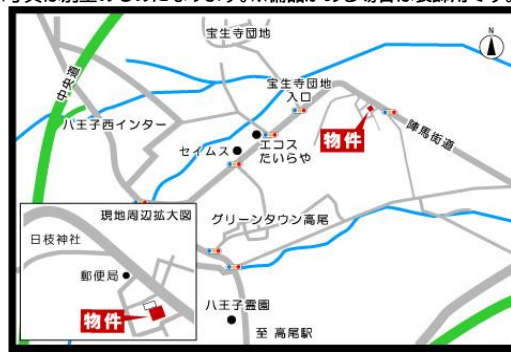 宝生寺団地
N
中央道
宝生寺団地
入口
八王子西インター
陣馬街道
物件
セイムス
エコス
たいらや
現地周辺拡大図
グリーンタウン高尾
日枝神社
郵便局
物件
八王子霊園
至 高尾駅